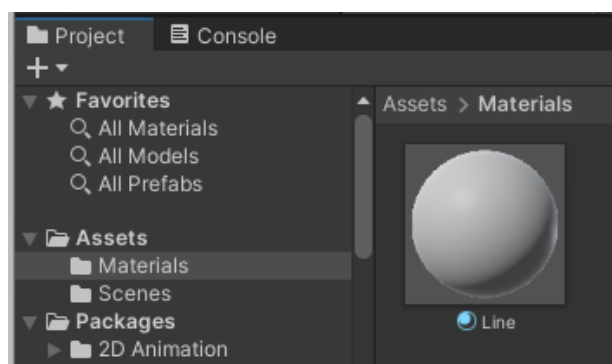 Project
Console
Favorites
All Materials
All Models
All Prefabs
Assets
Materials
Scenes
Packages
2D Animation
Assets > Materials
Line